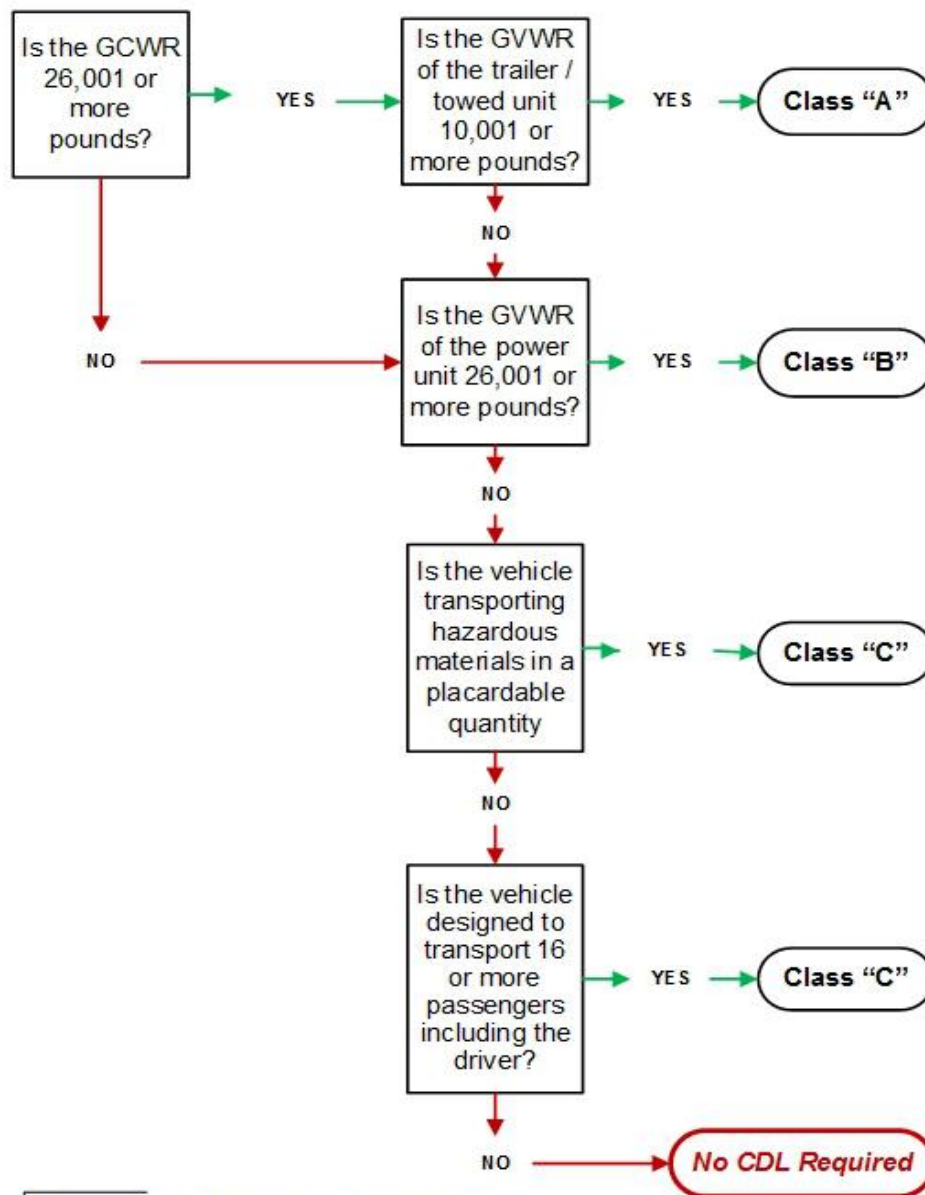 Is the GCWR
26,001 or
more
pounds?
YES
Is the GVWR
of the trailer /
towed unit
10,001 or
more pounds?
YES
Class “A”
NO
NO
Is the GVWR
of the power
unit 26,001 or
more pounds?
YES
Class “B”
NO
Is the vehicle
transporting
hazardous
materials in a
placardable
quantity
YES
Class “C”
NO
Is the vehicle
designed to
transport 16
or more
passengers
including the
driver?
YES
Class “C”
NO
No CDL Required